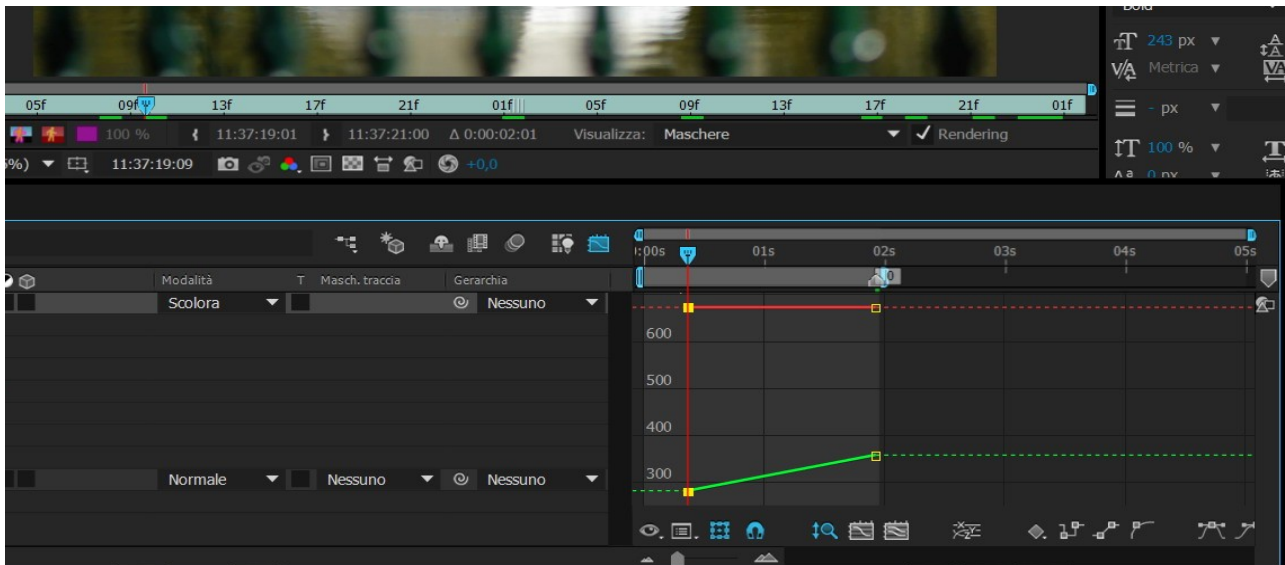 Bold
243 px
Metrica
05f 09f 13f 17f 21f 01f 05f 09f 13f 17f 21f 01f
- px
100 % 11:37:19:01 11:37:21:00 Δ 0:00:02:01 Visualizza: Maschere Rendering
100 %
%) 11:37:19:09 +0,0
0 px
:00s 01s 02s 03s 04s 05s
Modalità T Masch. traccia Gerarchia
Scolora Nessuno
600
500
400
300
Normale Nessuno Nessuno